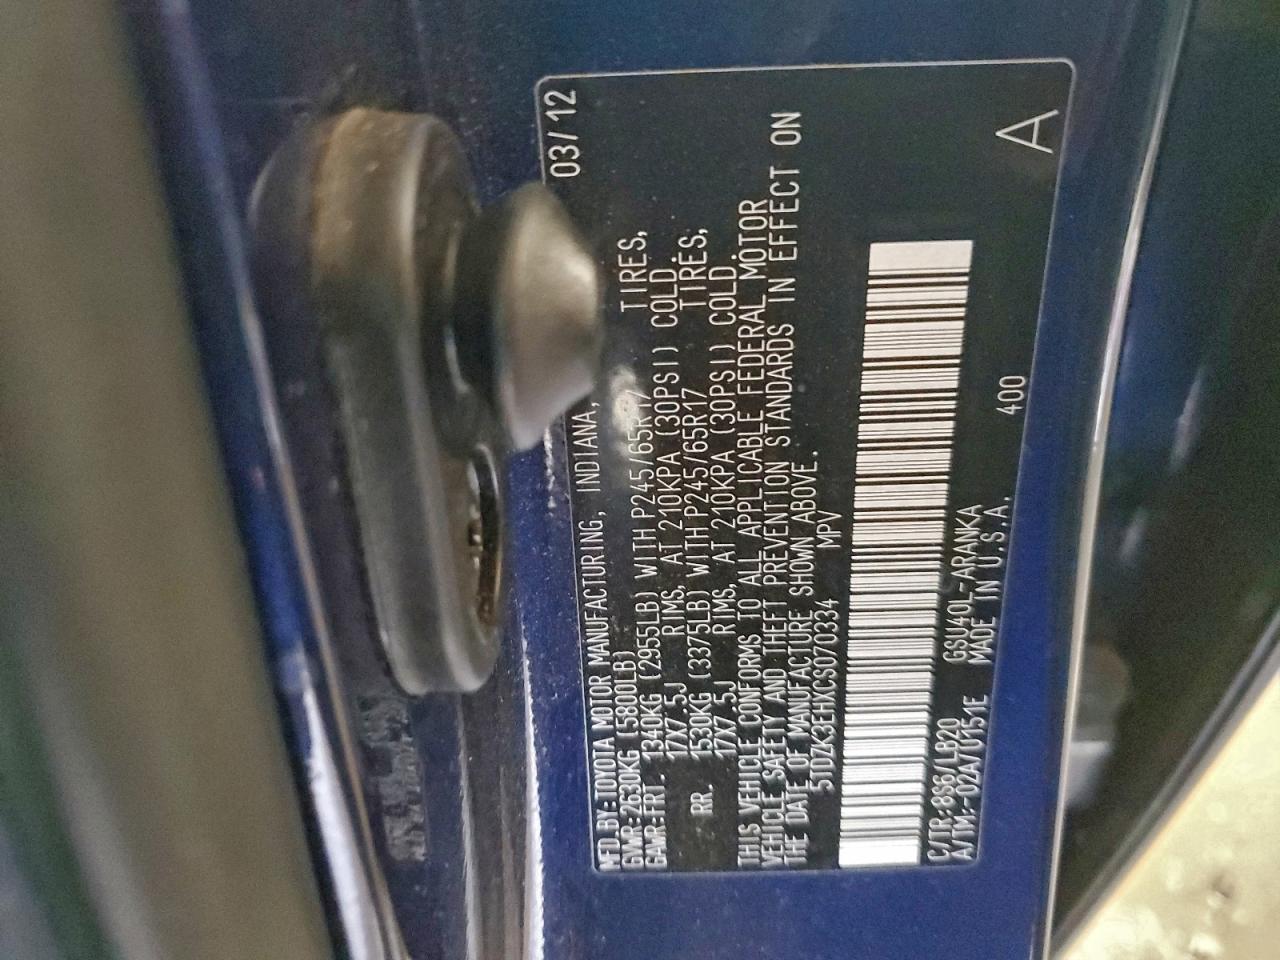 MFD.BY:TOYOTA MOTOR MANUFACTURING, INDIANA, 03/12
GVWR:2630KG (5800LB)
GAWR:FRT. 1340KG (2955LB) WITH P245/65R17 TIRES,
17X7.5J RIMS, AT 210KPA (30PSI) COLD.
RR. 1530KG (3375LB) WITH P245/65R17 TIRES,
17X7.5J RIMS, AT 210KPA (30PSI) COLD.
THIS VEHICLE CONFORMS TO ALL APPLICABLE FEDERAL MOTOR
VEHICLE SAFETY AND THEFT PREVENTION STANDARDS IN EFFECT ON
THE DATE OF MANUFACTURE SHOWN ABOVE.
5TDZK3EHXCS070334 MPV
C/TR:8S6/LB20 GSU40L-ARANKA
A/TM:-02A/U151E MADE IN U.S.A. 400 A